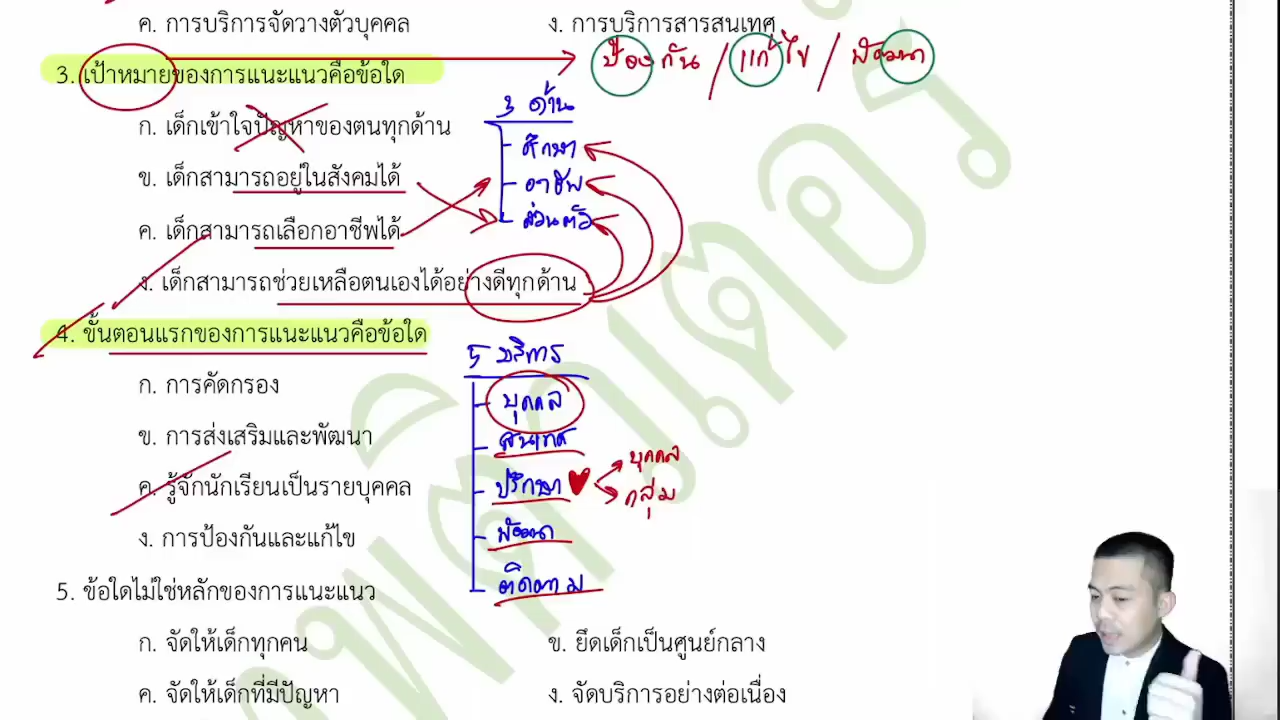 ค. การบริการจัดวางตัวบุคคล ง. การบริการสารสนเทศ
3. เป้าหมายของการแนะแนวคือข้อใด ป้องกัน / แก้ไข / พัฒนา
3 ด้าน
ก. เด็กเข้าใจปัญหาของตนทุกด้าน
ศึกษา
ข. เด็กสามารถอยู่ในสังคมได้
อาชีพ
ส่วนตัว
ค. เด็กสามารถเลือกอาชีพได้
ง. เด็กสามารถช่วยเหลือตนเองได้อย่างดีทุกด้าน
4. ขั้นตอนแรกของการแนะแนวคือข้อใด
5 บริการ
ก. การคัดกรอง
บุคคล
ข. การส่งเสริมและพัฒนา
สนเทศ
บุคคล
ค. รู้จักนักเรียนเป็นรายบุคคล
ปรึกษา
กลุ่ม
ง. การป้องกันและแก้ไข
พัฒนา
ติดตาม
5. ข้อใดไม่ใช่หลักของการแนะแนว
ก. จัดให้เด็กทุกคน ข. ยึดเด็กเป็นศูนย์กลาง
ค. จัดให้เด็กที่มีปัญหา ง. จัดบริการอย่างต่อเนื่อง